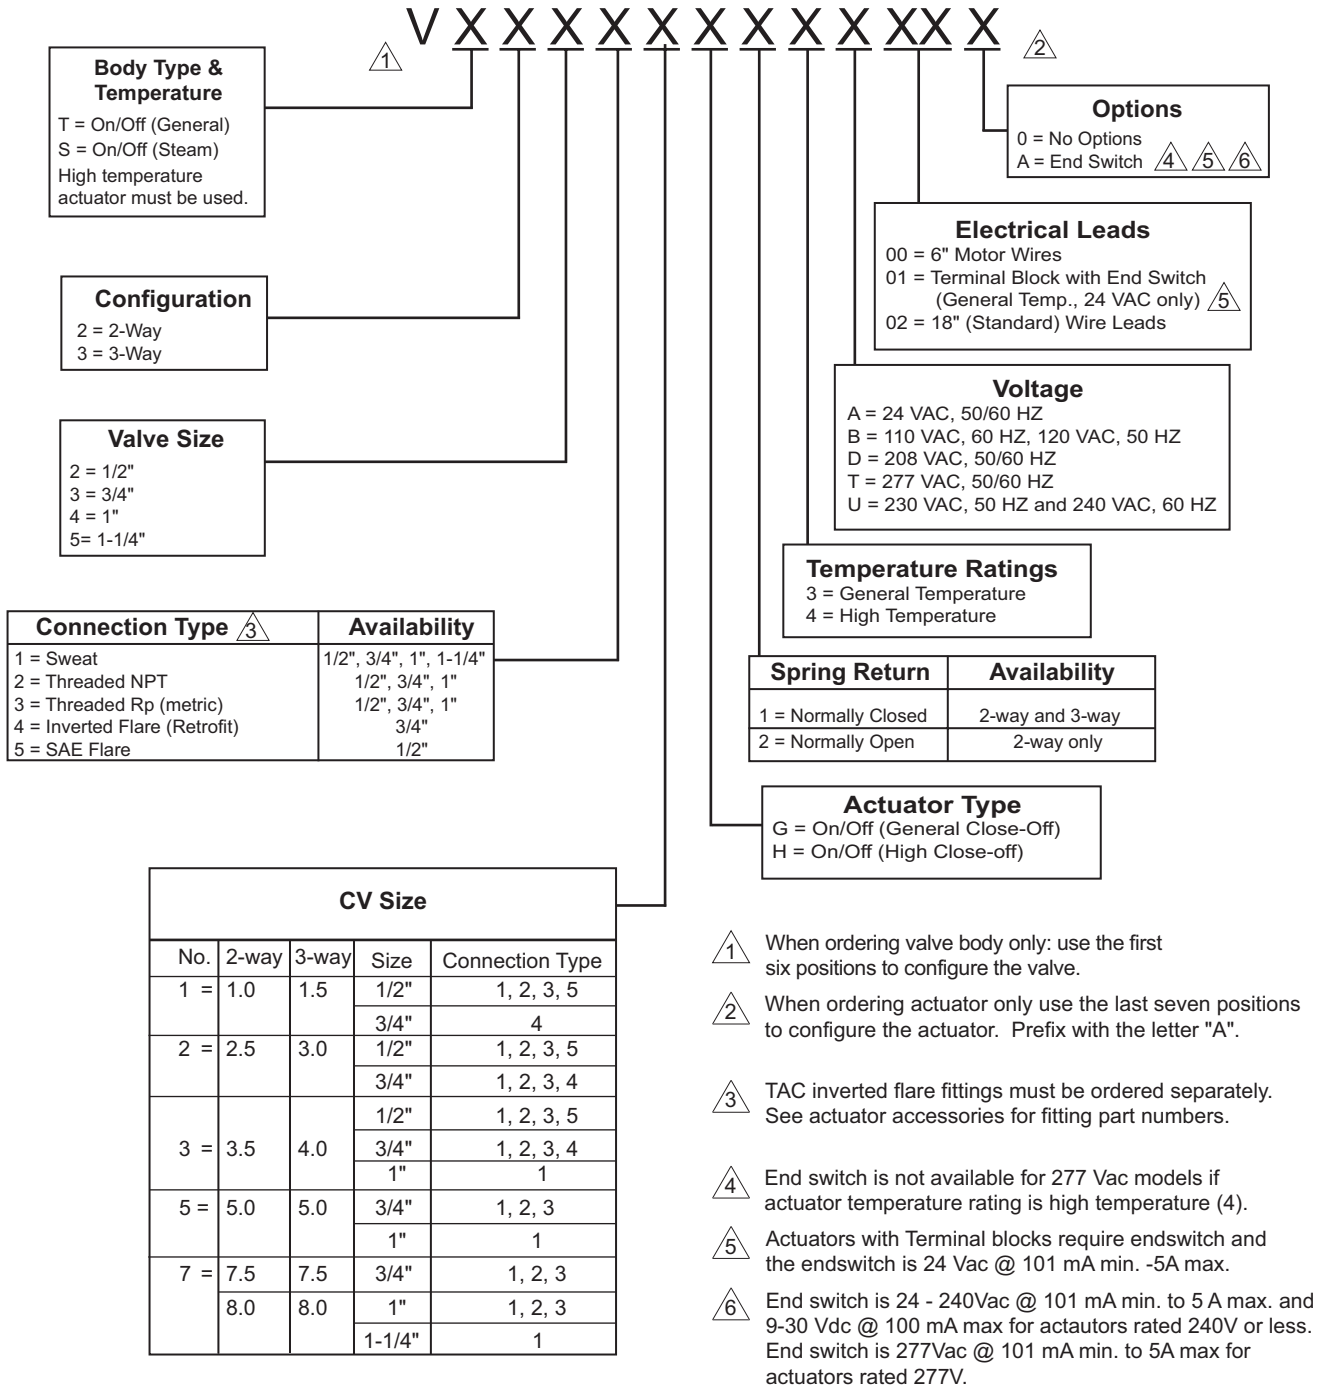 V X X X X X X X X X XX X
1
2
Body Type &
Temperature
T = On/Off (General)
S = On/Off (Steam)
High temperature
actuator must be used.
Options
0 = No Options
A = End Switch 4 5 6
Electrical Leads
00 = 6" Motor Wires
01 = Terminal Block with End Switch
(General Temp., 24 VAC only) 5
02 = 18" (Standard) Wire Leads
Configuration
2 = 2-Way
3 = 3-Way
Voltage
A = 24 VAC, 50/60 HZ
B = 110 VAC, 60 HZ, 120 VAC, 50 HZ
D = 208 VAC, 50/60 HZ
T = 277 VAC, 50/60 HZ
U = 230 VAC, 50 HZ and 240 VAC, 60 HZ
Valve Size
2 = 1/2"
3 = 3/4"
4 = 1"
5= 1-1/4"
Temperature Ratings
3 = General Temperature
4 = High Temperature
Connection Type 3 Availability
1 = Sweat 1/2", 3/4", 1", 1-1/4"
2 = Threaded NPT 1/2", 3/4", 1"
3 = Threaded Rp (metric) 1/2", 3/4", 1"
4 = Inverted Flare (Retrofit) 3/4"
5 = SAE Flare 1/2"
Spring Return Availability
1 = Normally Closed 2-way and 3-way
2 = Normally Open 2-way only
Actuator Type
G = On/Off (General Close-Off)
H = On/Off (High Close-off)
CV Size
No. 2-way 3-way Size Connection Type
1 = 1.0 1.5 1/2" 1, 2, 3, 5
3/4" 4
2 = 2.5 3.0 1/2" 1, 2, 3, 5
3/4" 1, 2, 3, 4
1/2" 1, 2, 3, 5
3 = 3.5 4.0 3/4" 1, 2, 3, 4
1" 1
5 = 5.0 5.0 3/4" 1, 2, 3
1" 1
7 = 7.5 7.5 3/4" 1, 2, 3
8.0 8.0 1" 1, 2, 3
1-1/4" 1
1 When ordering valve body only: use the first
six positions to configure the valve.
2 When ordering actuator only use the last seven positions
to configure the actuator. Prefix with the letter "A".
3 TAC inverted flare fittings must be ordered separately.
See actuator accessories for fitting part numbers.
4 End switch is not available for 277 Vac models if
actuator temperature rating is high temperature (4).
5 Actuators with Terminal blocks require endswitch and
the endswitch is 24 Vac @ 101 mA min. -5A max.
6 End switch is 24 - 240Vac @ 101 mA min. to 5 A max. and
9-30 Vdc @ 100 mA max for actautors rated 240V or less.
End switch is 277Vac @ 101 mA min. to 5A max for
actuators rated 277V.